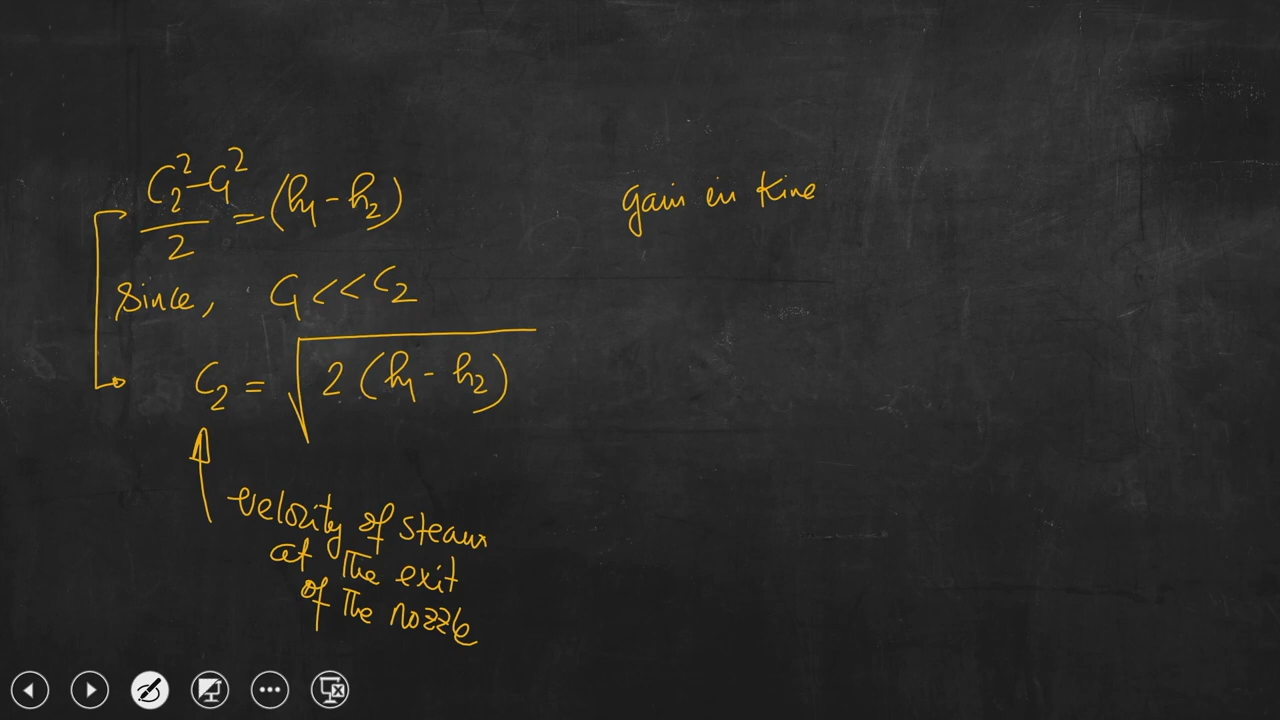 C₂² - C₁² / 2 = (h₁ - h₂)
since, C₁ << C₂
C₂ = √2 (h₁ - h₂)
velocity of steam
at the exit
of the nozzle
gain in kine